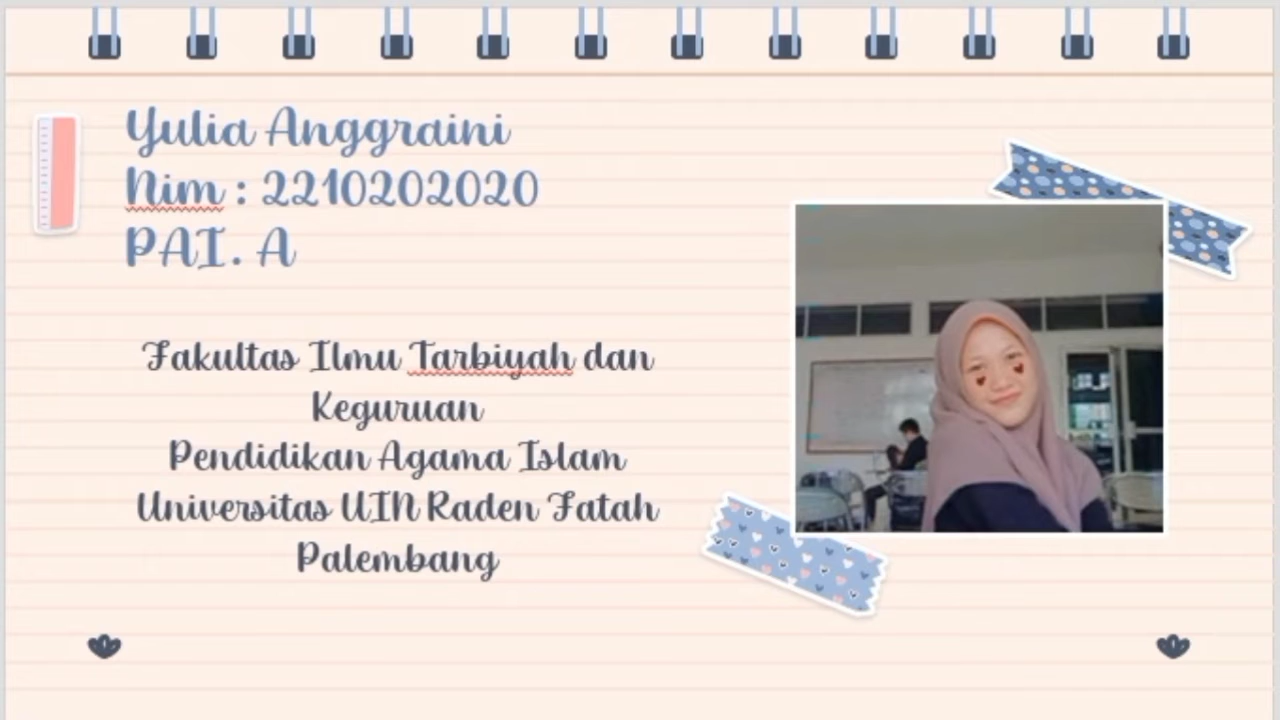 Yulia Anggraini
Nim : 2210202020
PAI. A
Fakultas Ilmu Tarbiyah dan
Keguruan
Pendidikan Agama Islam
Universitas UIN Raden Fatah
Palembang